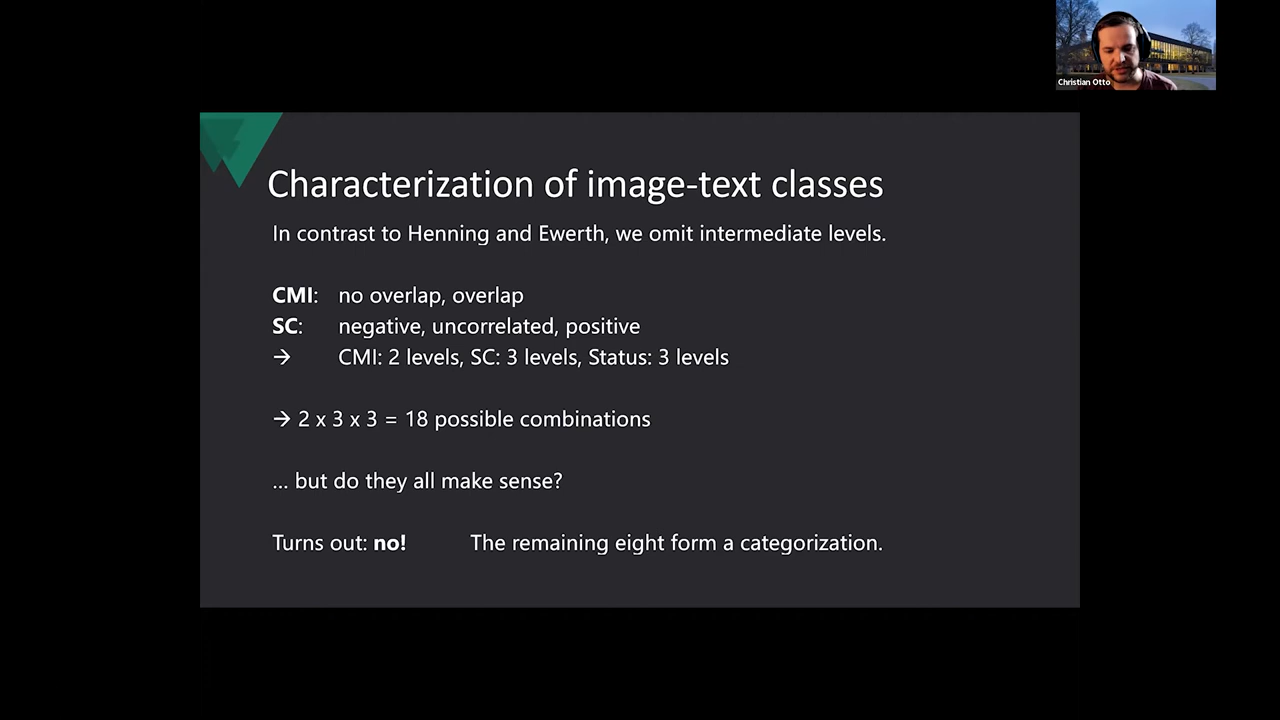 Christian Otto
Characterization of image-text classes
In contrast to Henning and Ewerth, we omit intermediate levels.
CMI: no overlap, overlap
SC: negative, uncorrelated, positive
→ CMI: 2 levels, SC: 3 levels, Status: 3 levels
→ 2 x 3 x 3 = 18 possible combinations
... but do they all make sense?
Turns out: no! The remaining eight form a categorization.